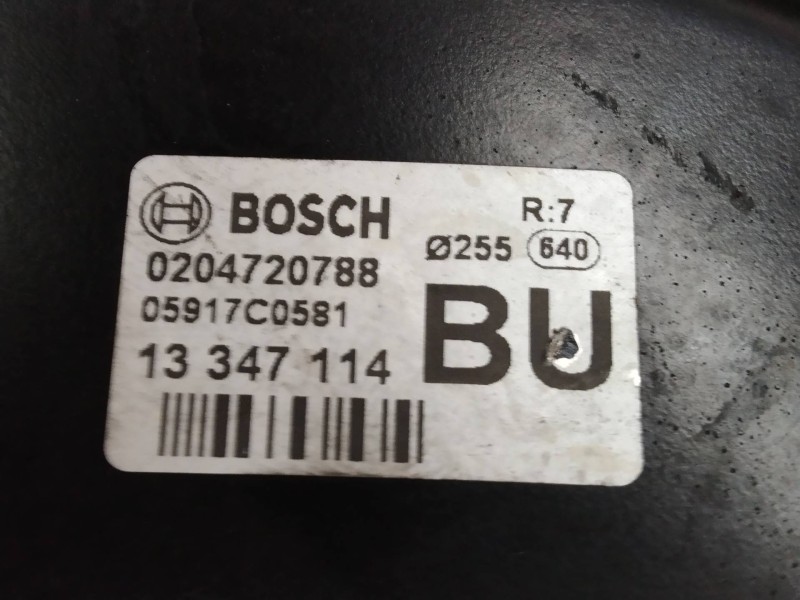 BOSCH
R:7
Ø255 640
0204720788
05917C0581
BU
13 347 114